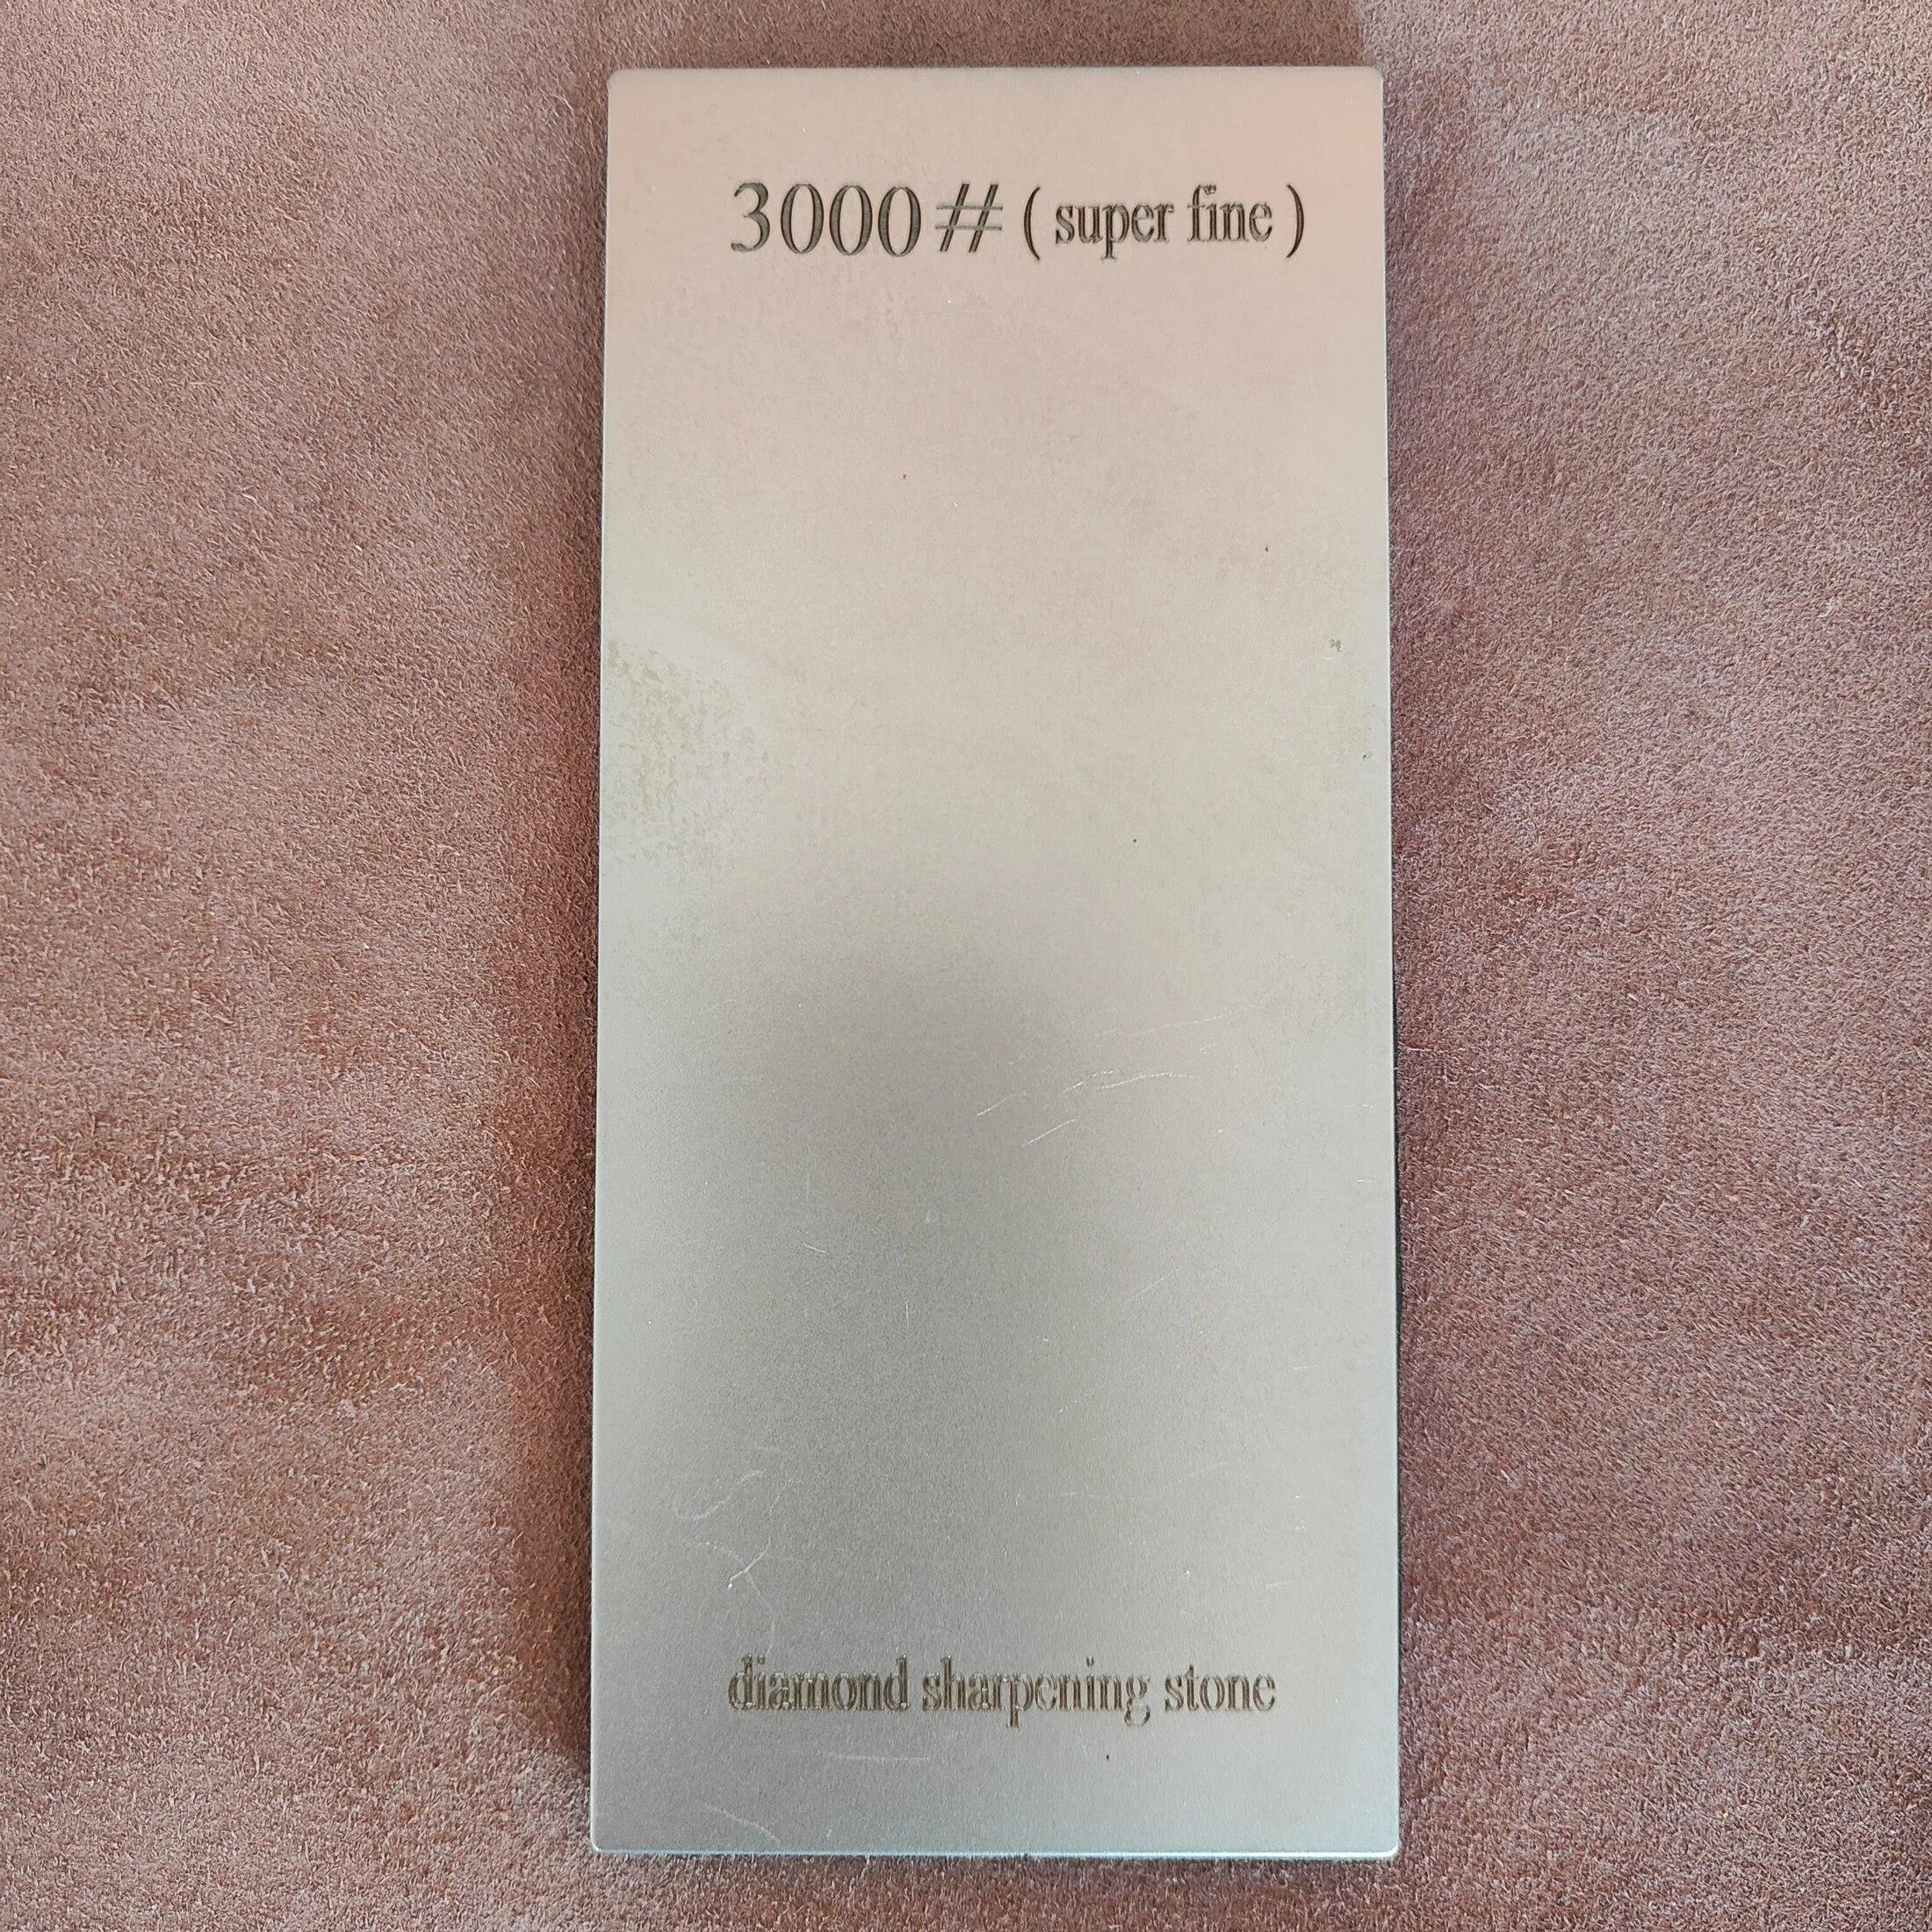 3000# ( super fine )
diamond sharpening stone